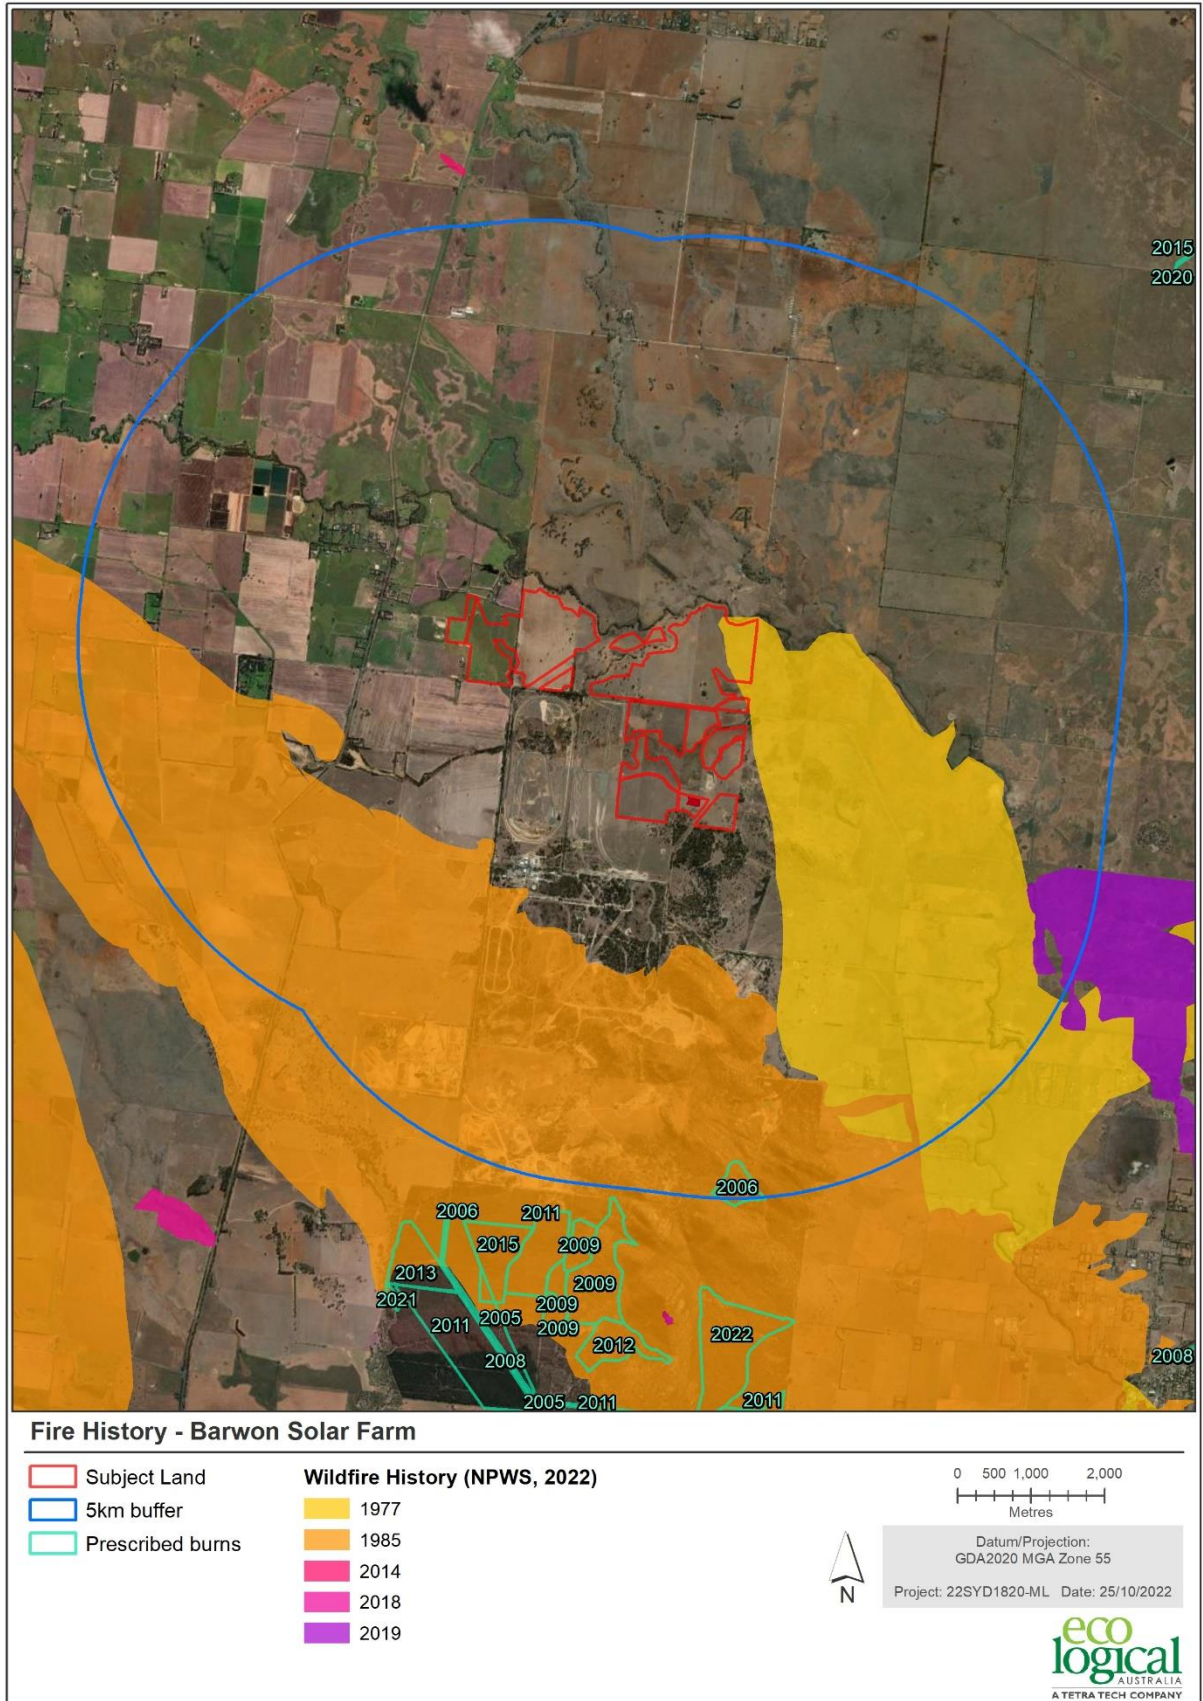 2015
2020
2006
2006
2011
2015
2009
2013
2009
2021
2009
2011
2005
2009
2022
2012
2008
2008
2005
2011
2011
Fire History - Barwon Solar Farm
Subject Land
5km buffer
Prescribed burns
Wildfire History (NPWS, 2022)
1977
1985
2014
2018
2019
0 500 1,000 2,000
Metres
N
Datum/Projection:
GDA2020 MGA Zone 55
Project: 22SYD1820-ML Date: 25/10/2022
eco
logical
AUSTRALIA
A TETRA TECH COMPANY